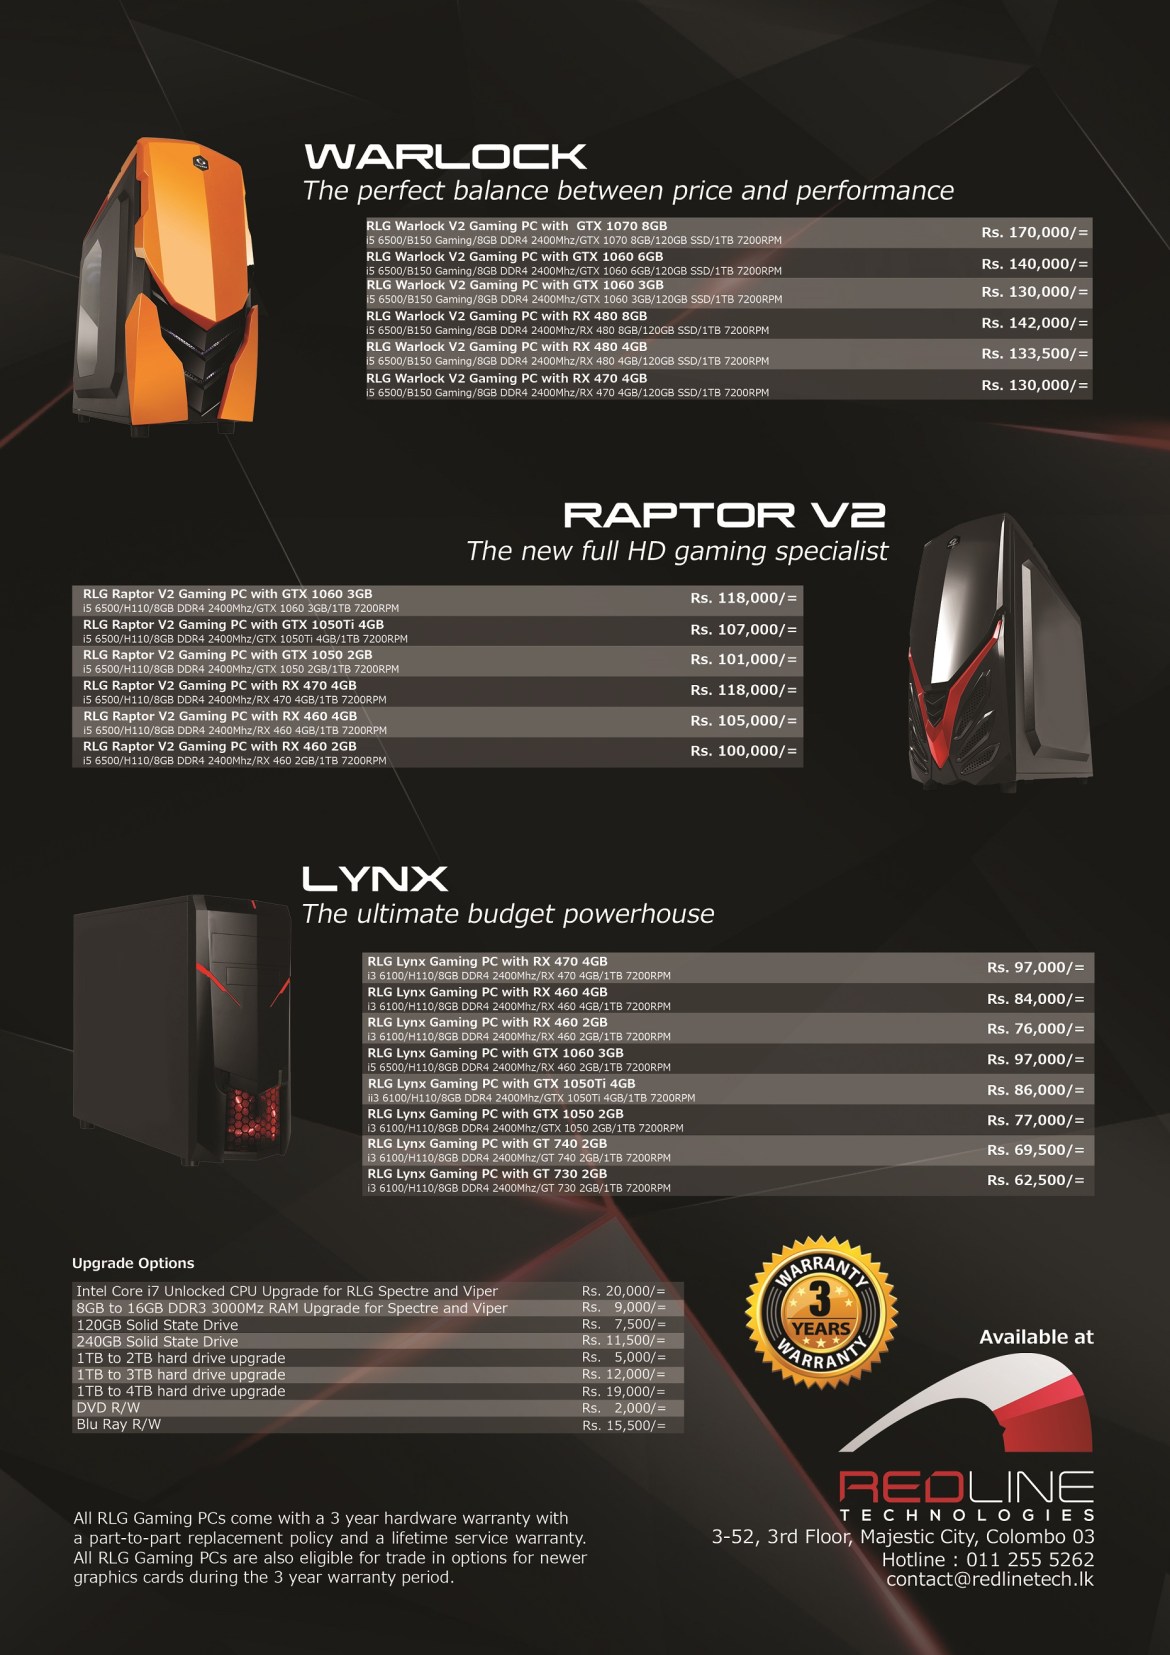 WARLOCK
The perfect balance between price and performance
RLG Warlock V2 Gaming PC with  GTX 1070 8GB
i5 6500/B150 Gaming/8GB DDR4 2400Mhz/GTX 1070 8GB/120GB SSD/1TB 7200RPM
Rs. 170,000/=
RLG Warlock V2 Gaming PC with GTX 1060 6GB
i5 6500/B150 Gaming/8GB DDR4 2400Mhz/GTX 1060 6GB/120GB SSD/1TB 7200RPM
Rs. 140,000/=
RLG Warlock V2 Gaming PC with GTX 1060 3GB
i5 6500/B150 Gaming/8GB DDR4 2400Mhz/GTX 1060 3GB/120GB SSD/1TB 7200RPM
Rs. 130,000/=
RLG Warlock V2 Gaming PC with RX 480 8GB
i5 6500/B150 Gaming/8GB DDR4 2400Mhz/RX 480 8GB/120GB SSD/1TB 7200RPM
Rs. 142,000/=
RLG Warlock V2 Gaming PC with RX 480 4GB
i5 6500/B150 Gaming/8GB DDR4 2400Mhz/RX 480 4GB/120GB SSD/1TB 7200RPM
Rs. 133,500/=
RLG Warlock V2 Gaming PC with RX 470 4GB
i5 6500/B150 Gaming/8GB DDR4 2400Mhz/RX 470 4GB/120GB SSD/1TB 7200RPM
Rs. 130,000/=
RAPTOR V2
The new full HD gaming specialist
RLG Raptor V2 Gaming PC with GTX 1060 3GB
i5 6500/H110/8GB DDR4 2400Mhz/GTX 1060 3GB/1TB 7200RPM
Rs. 118,000/=
RLG Raptor V2 Gaming PC with GTX 1050Ti 4GB
i5 6500/H110/8GB DDR4 2400Mhz/GTX 1050Ti 4GB/1TB 7200RPM
Rs. 107,000/=
RLG Raptor V2 Gaming PC with GTX 1050 2GB
i5 6500/H110/8GB DDR4 2400Mhz/GTX 1050 2GB/1TB 7200RPM
Rs. 101,000/=
RLG Raptor V2 Gaming PC with RX 470 4GB
i5 6500/H110/8GB DDR4 2400Mhz/RX 470 4GB/1TB 7200RPM
Rs. 118,000/=
RLG Raptor V2 Gaming PC with RX 460 4GB
i5 6500/H110/8GB DDR4 2400Mhz/RX 460 4GB/1TB 7200RPM
Rs. 105,000/=
RLG Raptor V2 Gaming PC with RX 460 2GB
i5 6500/H110/8GB DDR4 2400Mhz/RX 460 2GB/1TB 7200RPM
Rs. 100,000/=
LYNX
The ultimate budget powerhouse
RLG Lynx Gaming PC with RX 470 4GB
i3 6100/H110/8GB DDR4 2400Mhz/RX 470 4GB/1TB 7200RPM
Rs. 97,000/=
RLG Lynx Gaming PC with RX 460 4GB
i3 6100/H110/8GB DDR4 2400Mhz/RX 460 4GB/1TB 7200RPM
Rs. 84,000/=
RLG Lynx Gaming PC with RX 460 2GB
i3 6100/H110/8GB DDR4 2400Mhz/RX 460 2GB/1TB 7200RPM
Rs. 76,000/=
RLG Lynx Gaming PC with GTX 1060 3GB
i5 6500/H110/8GB DDR4 2400Mhz/RX 460 2GB/1TB 7200RPM
Rs. 97,000/=
RLG Lynx Gaming PC with GTX 1050Ti 4GB
ii3 6100/H110/8GB DDR4 2400Mhz/GTX 1050Ti 4GB/1TB 7200RPM
Rs. 86,000/=
RLG Lynx Gaming PC with GTX 1050 2GB
i3 6100/H110/8GB DDR4 2400Mhz/GTX 1050 2GB/1TB 7200RPM
Rs. 77,000/=
RLG Lynx Gaming PC with GT 740 2GB
i3 6100/H110/8GB DDR4 2400Mhz/GT 740 2GB/1TB 7200RPM
Rs. 69,500/=
RLG Lynx Gaming PC with GT 730 2GB
i3 6100/H110/8GB DDR4 2400Mhz/GT 730 2GB/1TB 7200RPM
Rs. 62,500/=
Upgrade Options
Intel Core i7 Unlocked CPU Upgrade for RLG Spectre and Viper Rs. 20,000/=
8GB to 16GB DDR3 3000Mz RAM Upgrade for Spectre and Viper Rs. 9,000/=
120GB Solid State Drive Rs. 7,500/=
240GB Solid State Drive Rs. 11,500/=
1TB to 2TB hard drive upgrade Rs. 5,000/=
1TB to 3TB hard drive upgrade Rs. 12,000/=
1TB to 4TB hard drive upgrade Rs. 19,000/=
DVD R/W Rs. 2,000/=
Blu Ray R/W Rs. 15,500/=
WARRANTY
3
YEARS
WARRANTY
Available at
REDLINE
TECHNOLOGIES
3-52, 3rd Floor, Majestic City, Colombo 03
Hotline : 011 255 5262
contact@redlinetech.lk
All RLG Gaming PCs come with a 3 year hardware warranty with
a part-to-part replacement policy and a lifetime service warranty.
All RLG Gaming PCs are also eligible for trade in options for newer
graphics cards during the 3 year warranty period.